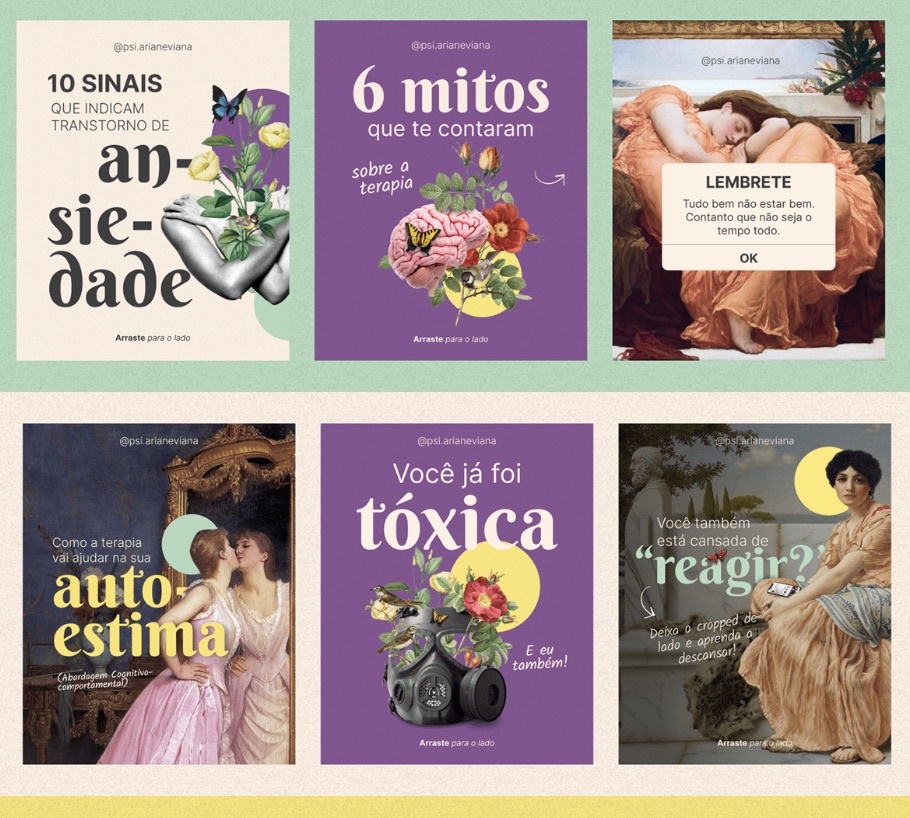 @psi.arianeviana
10 SINAIS
QUE INDICAM
TRANSTORNO DE
an-
sie-
dade
Arraste para o lado
@psi.arianeviana
6 mitos
que te contaram
sobre a
terapia
Arraste para o lado
@psi.arianeviana
LEMBRETE
Tudo bem não estar bem.
Contanto que não seja o
tempo todo.
OK
@psi.arianeviana
Como a terapia
vai ajudar na sua
auto-
estima
(Abordagem Cognitivo-
comportamental)
@psi.arianeviana
Você já foi
tóxica
E eu
também!
Arraste para o lado
@psi.arianeviana
Você também
está cansada de
“reagir?”
Deixa o cropped de
lado e aprenda a
descansar!
Arraste para o lado